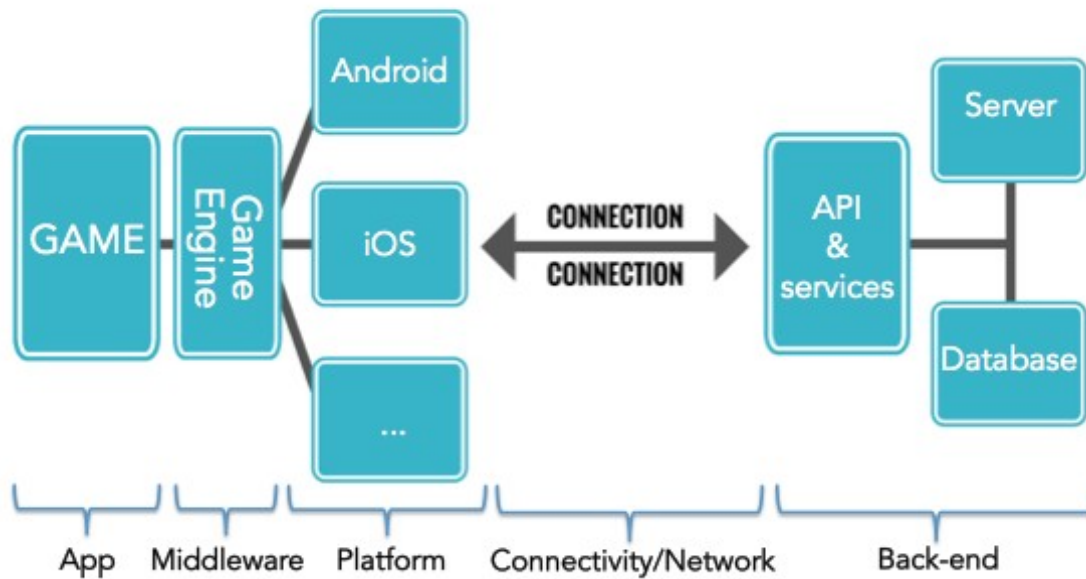 GAME
Game
Engine
Android
iOS
...
CONNECTION
CONNECTION
API
&
services
Server
Database
App
Middleware
Platform
Connectivity/Network
Back-end